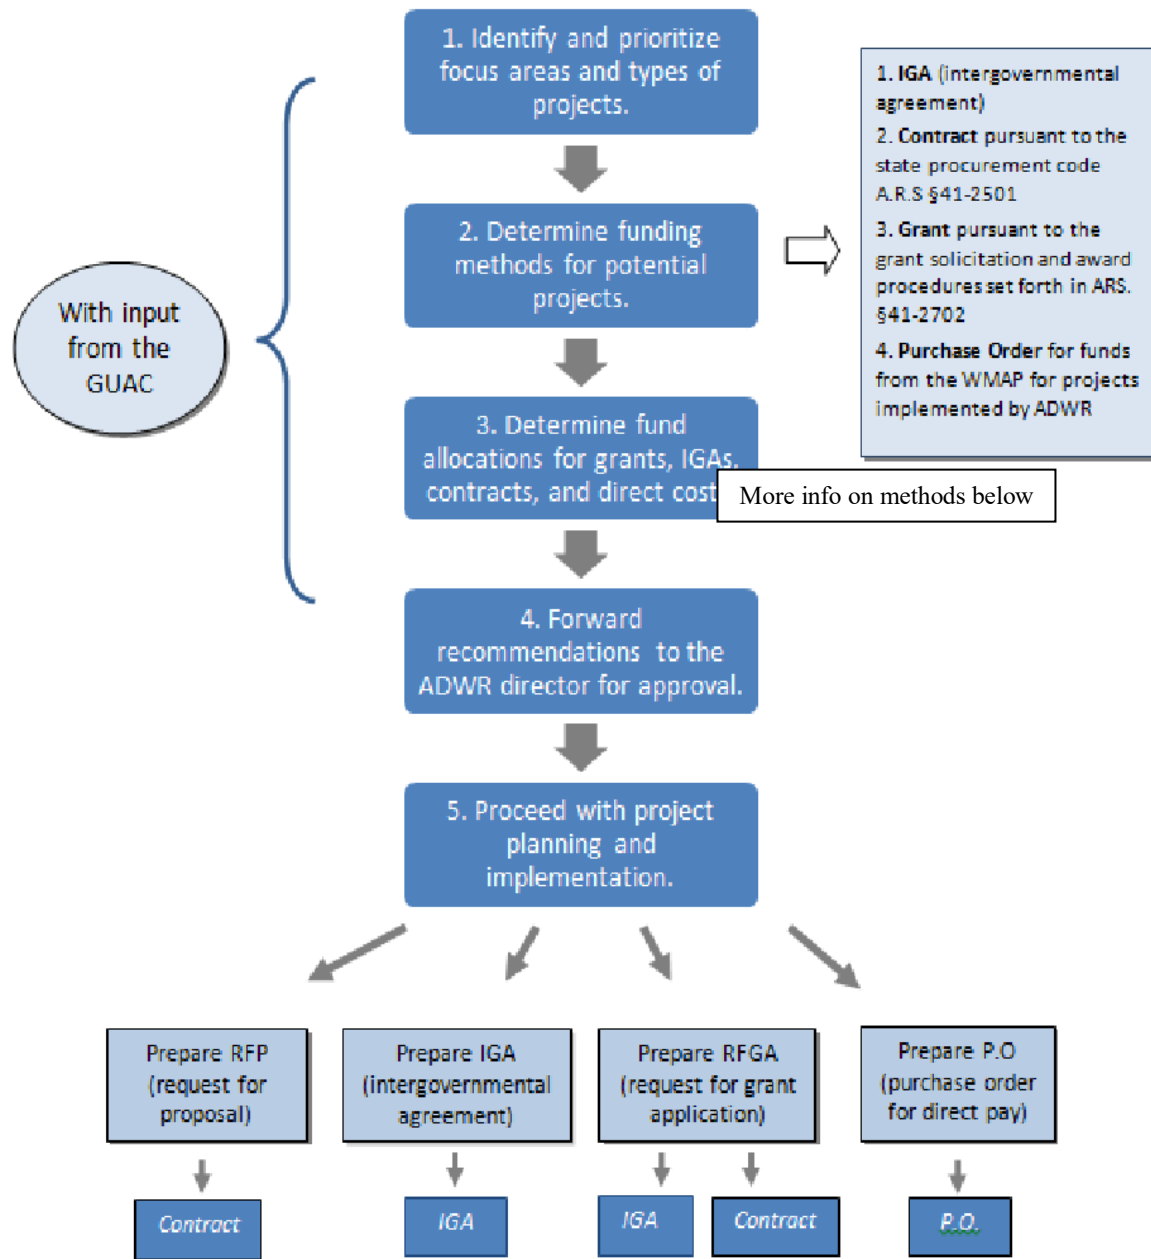 1. Identify and prioritize
focus areas and types of
projects.
1. IGA (intergovernmental
agreement)
2. Contract pursuant to the
state procurement code
A.R.S §41-2501
3. Grant pursuant to the
grant solicitation and award
procedures set forth in ARS.
§41-2702
4. Purchase Order for funds
from the WMAP for projects
implemented by ADWR
2. Determine funding
methods for potential
projects.
With input
from the
GUAC
3. Determine fund
allocations for grants, IGAs,
contracts, and direct cost
More info on methods below
4. Forward
recommendations to the
ADWR director for approval.
5. Proceed with project
planning and
implementation.
Prepare RFP
(request for
proposal)
Prepare IGA
(intergovernmental
agreement)
Prepare RFGA
(request for grant
application)
Prepare P.O
(purchase order
for direct pay)
Contract
IGA
IGA
Contract
P.O.